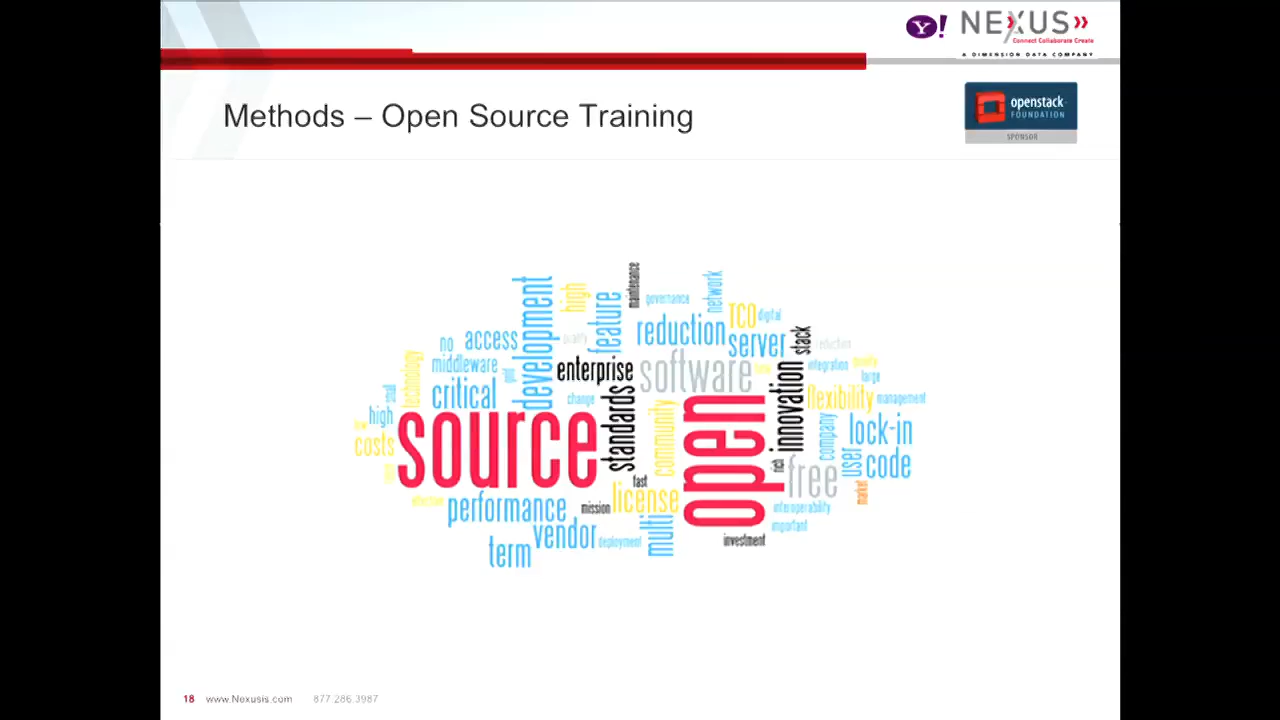 Y! NEXUS»
Connect Collaborate Create
A DIMENSION DATA COMPANY
Methods – Open Source Training
openstack
FOUNDATION
SPONSOR
maintenance
governance
network
development
high
feature
TCO
digital
reduction
server
stack
no
access
quality
reduction
middleware
technology
enterprise
software
integration
large
critical
change
innovation
flexibility
management
high
source
standards
community
open
company
lock-in
costs
user
code
rich
free
fast
market
performance
mission
license
interoperability
important
vendor
deployment
multi
investment
term
18 www.Nexusis.com 877.286.3987